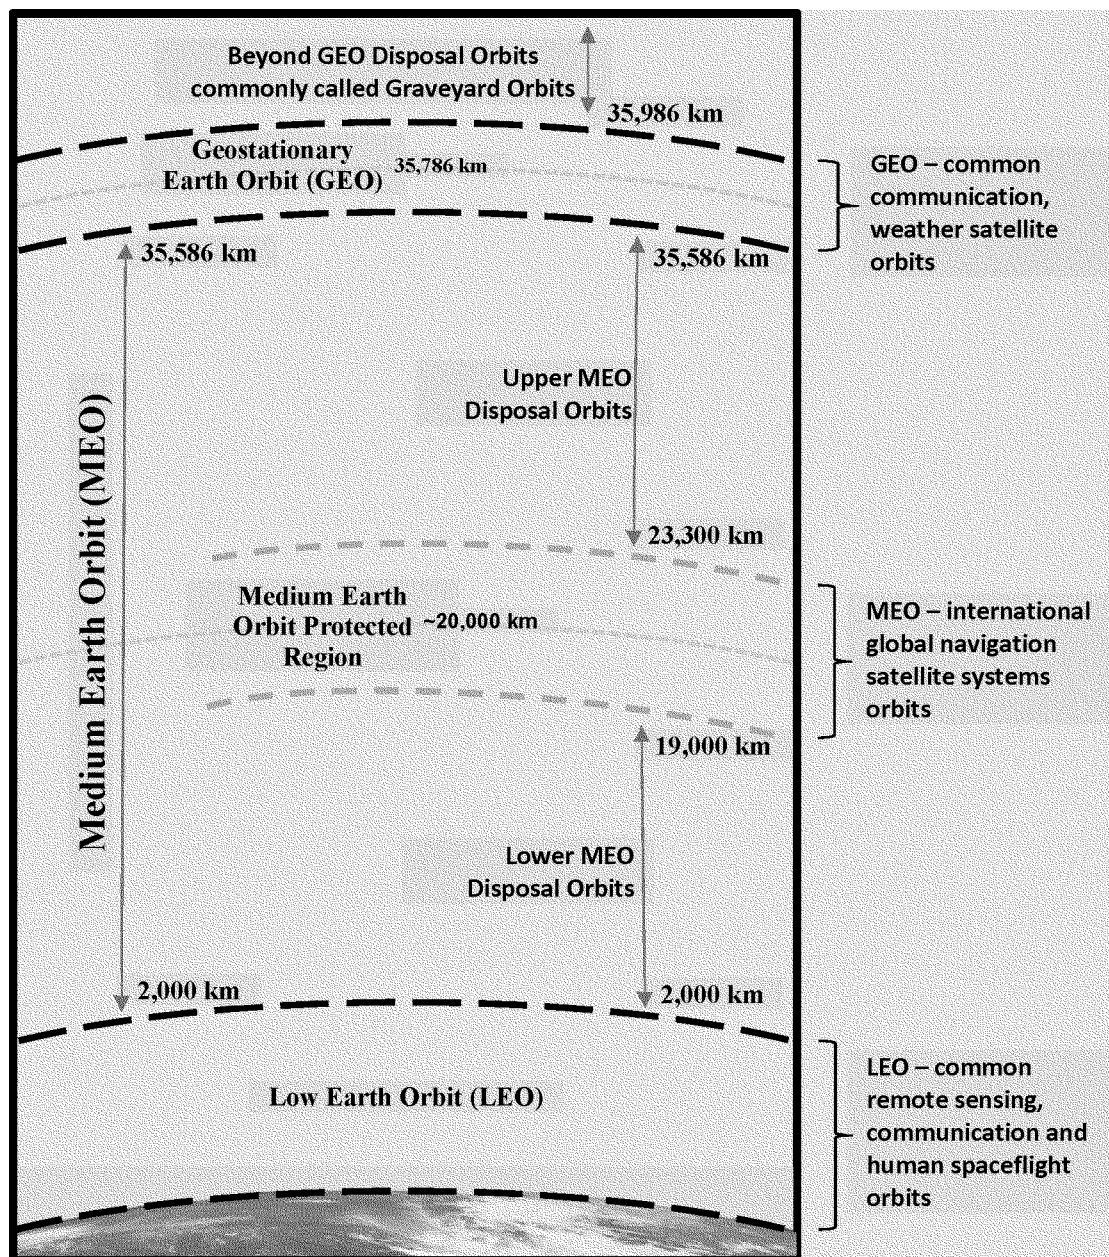 Beyond GEO Disposal Orbits
commonly called Graveyard Orbits
35,986 km
Geostationary
Earth Orbit (GEO)
35,786 km
GEO – common
communication,
weather satellite
orbits
35,586 km
35,586 km
Upper MEO
Disposal Orbits
Medium Earth Orbit (MEO)
23,300 km
Medium Earth
Orbit Protected
Region
~20,000 km
MEO – international
global navigation
satellite systems
orbits
19,000 km
Lower MEO
Disposal Orbits
2,000 km
2,000 km
Low Earth Orbit (LEO)
LEO – common
remote sensing,
communication and
human spaceflight
orbits